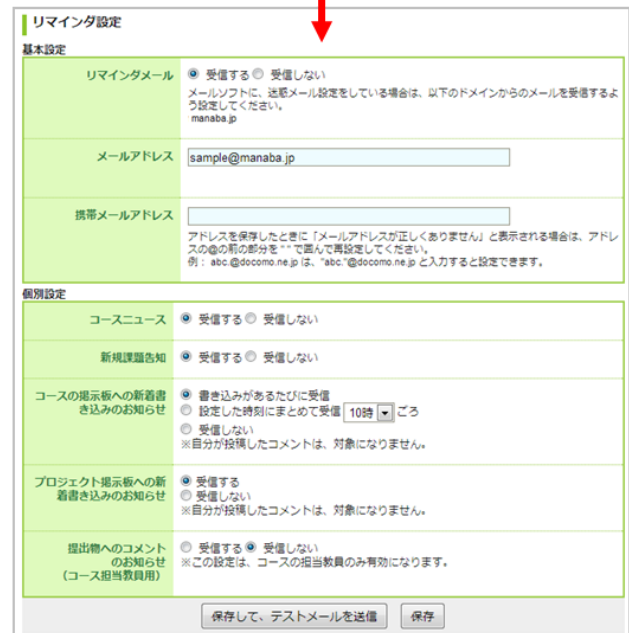 リマインダ設定
基本設定
リマインダメール
受信する 受信しない
メールソフトに、迷惑メール設定をしている場合は、以下のドメインからのメールを受信するよ
う設定してください。
manaba.jp
メールアドレス
sample@manaba.jp
携帯メールアドレス
アドレスを保存したときに「メールアドレスが正しくありません」と表示される場合は、アドレ
スの@の前の部分を " " で囲んで再設定してください。
例： abc.@docomo.ne.jp は、"abc."@docomo.ne.jp と入力すると設定できます。
個別設定
コースニュース
受信する 受信しない
新規課題告知
受信する 受信しない
コースの掲示板への新着書
き込みのお知らせ
書き込みがあるたびに受信
設定した時刻にまとめて受信 10時 ごろ
受信しない
※自分が投稿したコメントは、対象になりません。
プロジェクト掲示板への新
着書き込みのお知らせ
受信する
受信しない
※自分が投稿したコメントは、対象になりません。
提出物へのコメント
のお知らせ
（コース担当教員用）
受信する 受信しない
※この設定は、コースの担当教員のみ有効になります。
保存して、テストメールを送信 保存